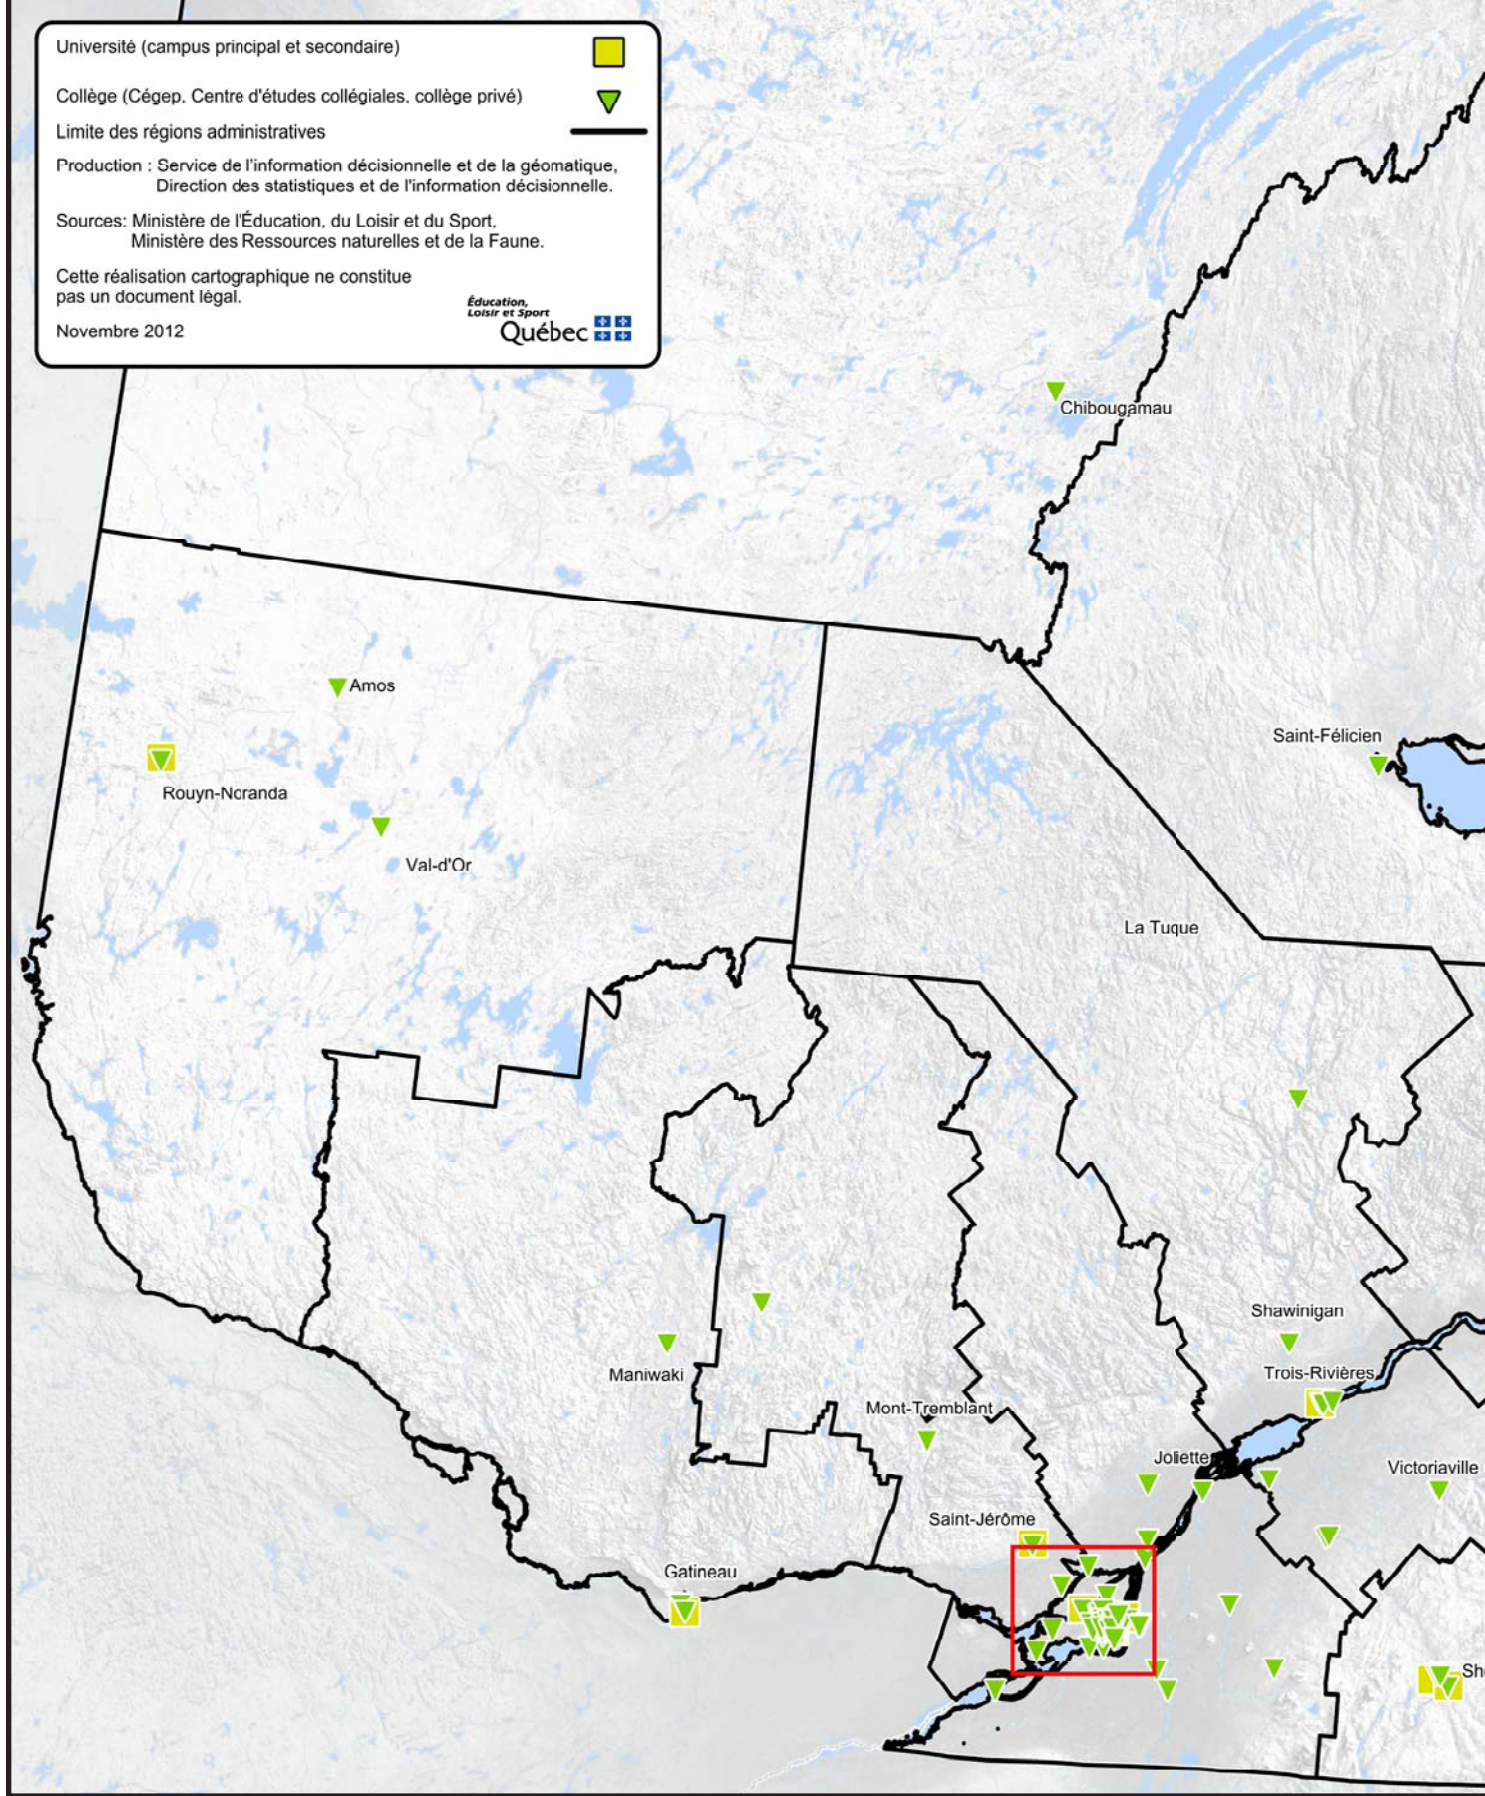 Université (campus principal et secondaire)
Collège (Cégep. Centre d'études collégiales. collège privé)
Limite des régions administratives
Production : Service de l'information décisionnelle et de la géomatique,
Direction des statistiques et de l'information décisionnelle.
Sources: Ministère de l'Éducation, du Loisir et du Sport,
Ministère des Ressources naturelles et de la Faune.
Cette réalisation cartographique ne constitue
pas un document légal.
Éducation,
Loisir et Sport
Québec
Novembre 2012
Chibougamau
Amos
Saint-Félicien
Rouyn-Noranda
Val-d'Or
La Tuque
Shawinigan
Maniwaki
Trois-Rivières
Mont-Tremblant
Joliette
Victoriaville
Saint-Jérôme
Gatineau
She